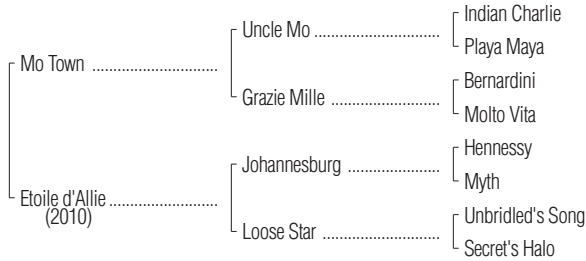 Mo Town
Etoile d'Allie
(2010)
Uncle Mo
Grazie Mille
Johannesburg
Loose Star
Indian Charlie
Playa Maya
Bernardini
Molto Vita
Hennessy
Myth
Unbridled's Song
Secret's Halo